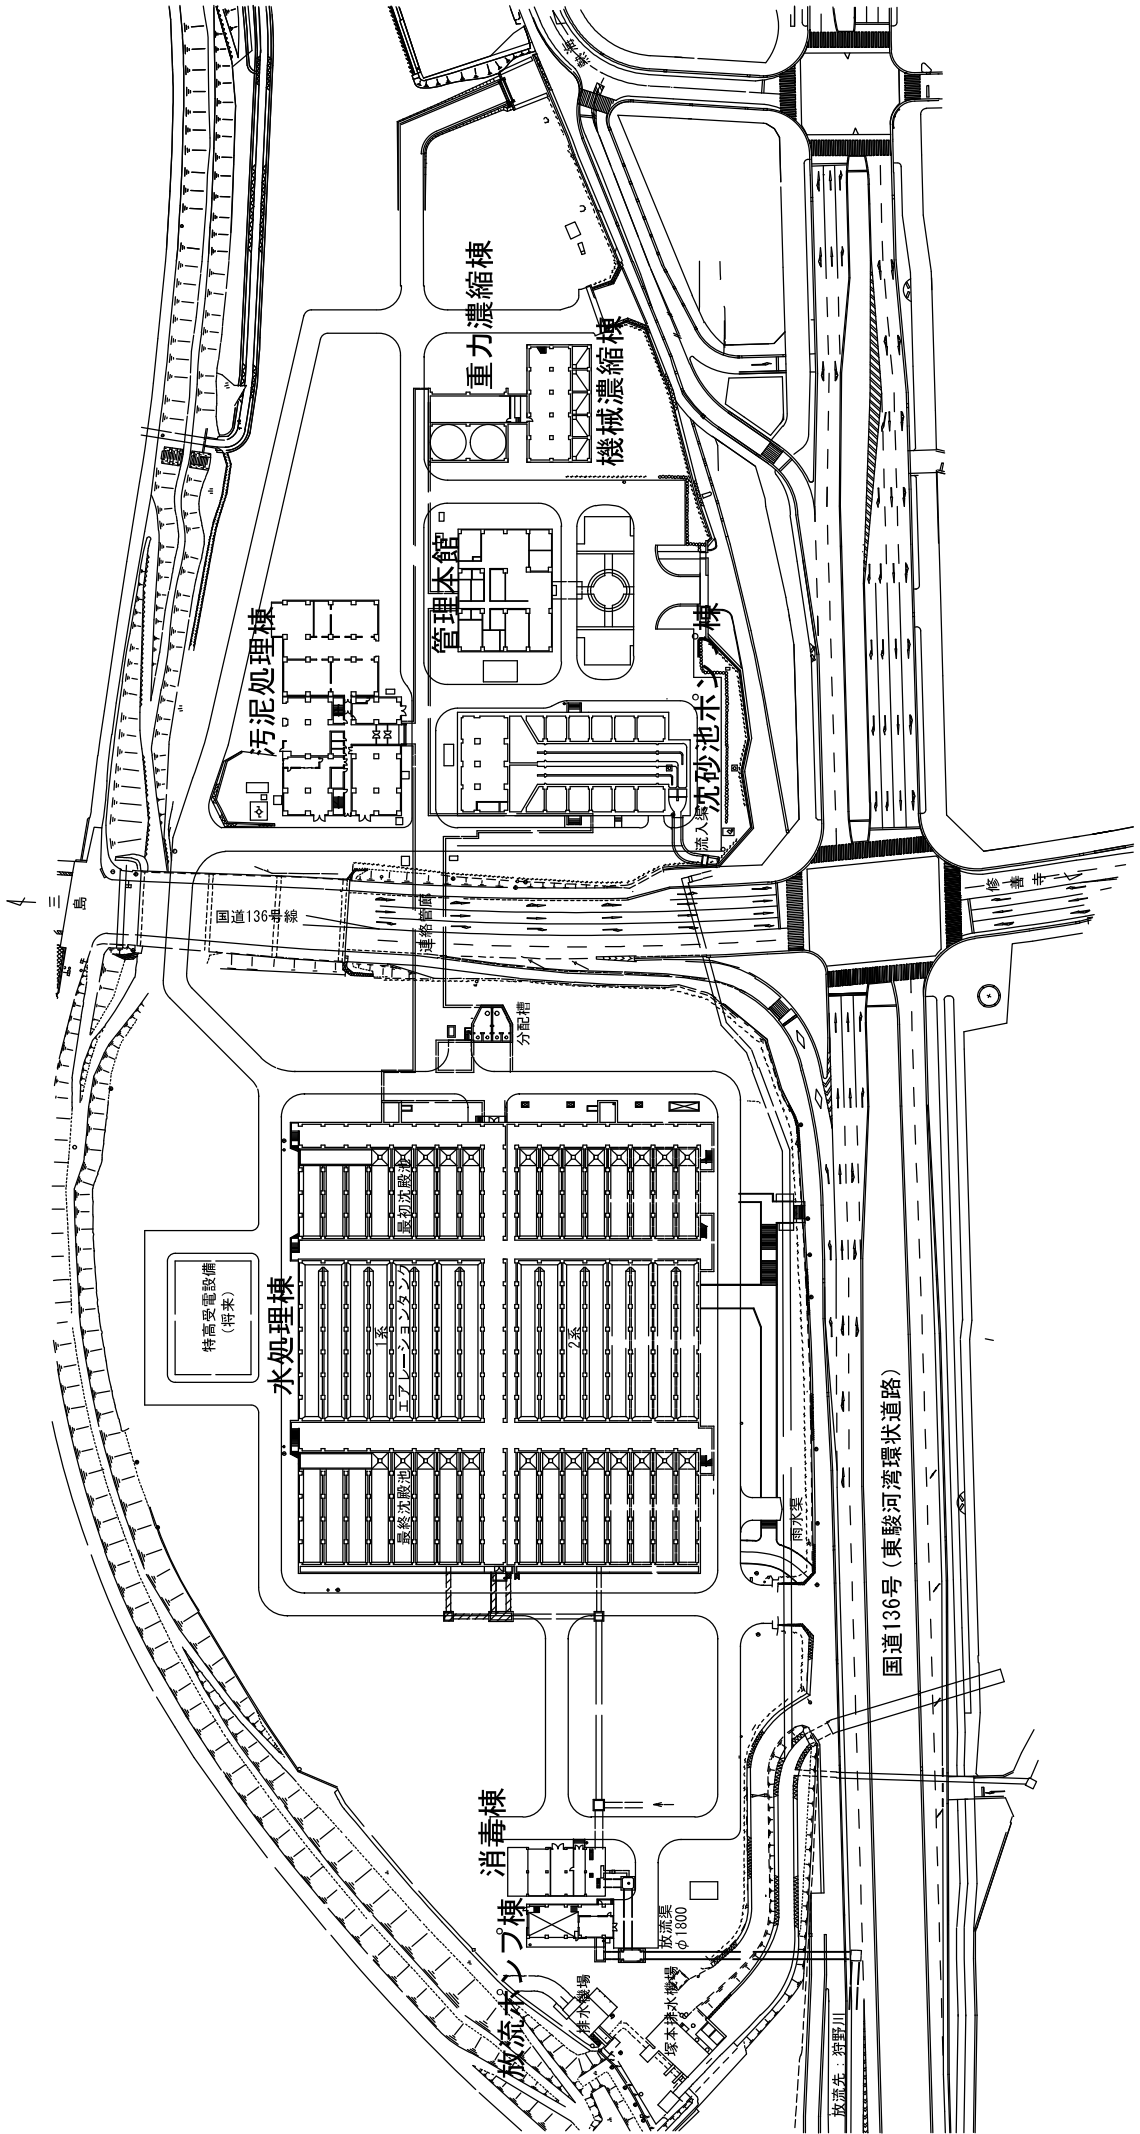 熱海
重力濃縮棟
機械濃縮棟
管理本館
汚泥処理棟
沈砂池ポンプ棟
流入渠
三島
国道136号線
連絡管廊
修善寺
分配槽
最初沈殿池
特高受電設備
(将来)
水処理棟
1系
エアレーションタンク
2系
最終沈殿池
雨水渠
国道136号(東駿河湾環状道路)
消毒棟
放流ポンプ棟
放流渠
φ1800
排水機場
塚本排水機場
放流先：狩野川